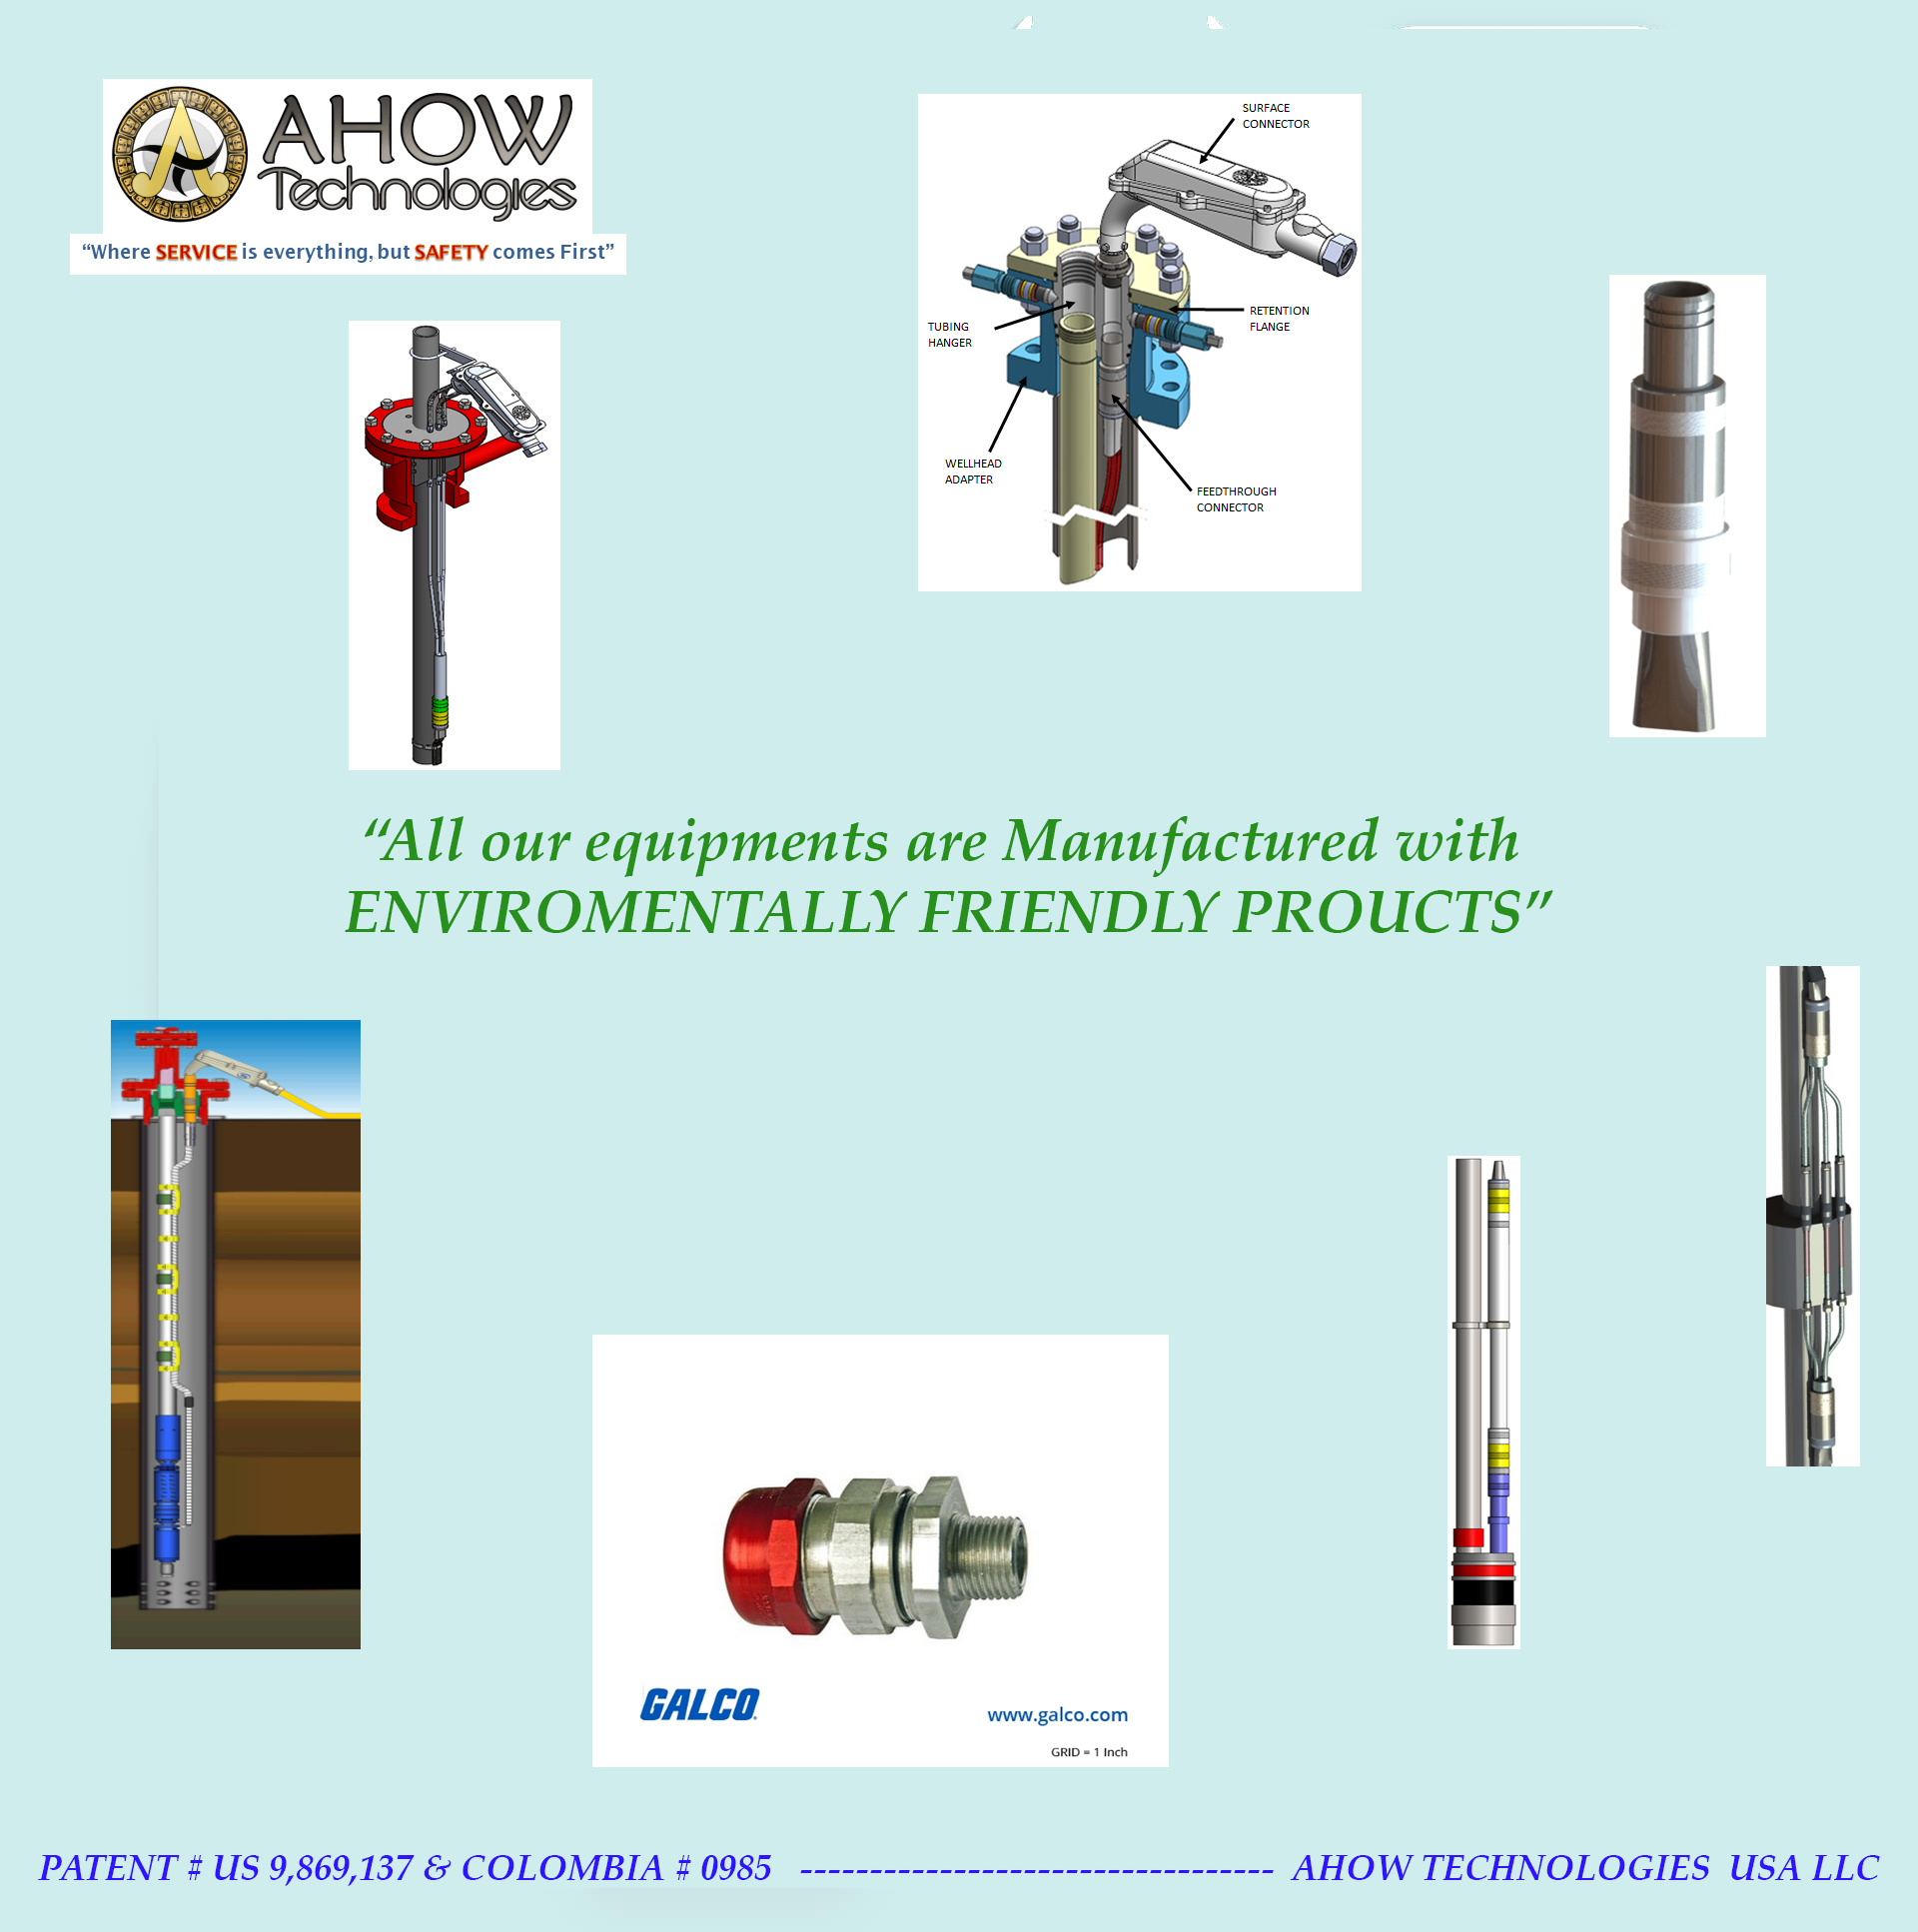 AHOW
Technologies
“Where SERVICE is everything, but SAFETY comes First”
SURFACE
CONNECTOR
TUBING
HANGER
RETENTION
FLANGE
WELLHEAD
ADAPTER
FEEDTHROUGH
CONNECTOR
“All our equipments are Manufactured with
ENVIROMENTALLY FRIENDLY PROUCTS”
GALCO
www.galco.com
GRID = 1 Inch
PATENT # US 9,869,137 & COLOMBIA # 0985 ---------------------------------- AHOW TECHNOLOGIES USA LLC